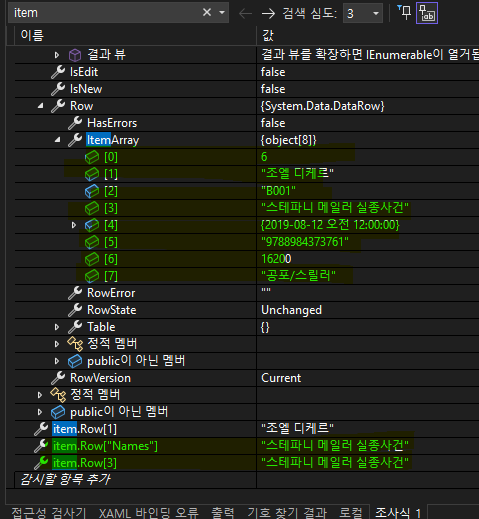 item
검색 심도: 3
이름 값
결과 뷰 결과 뷰를 확장하면 IEnumerable이 열거됩
IsEdit false
IsNew false
Row {System.Data.DataRow}
HasErrors false
ItemArray {object[8]}
[0] 6
[1] "조엘 디케르"
[2] "B001"
[3] "스테파니 메일러 실종사건"
[4] {2019-08-12 오전 12:00:00}
[5] "9788984373761"
[6] 16200
[7] "공포/스릴러"
RowError ""
RowState Unchanged
Table {}
정적 멤버
public이 아닌 멤버
RowVersion Current
정적 멤버
public이 아닌 멤버
item.Row[1] "조엘 디케르"
item.Row["Names"] "스테파니 메일러 실종사건"
item.Row[3] "스테파니 메일러 실종사건"
감시할 항목 추가
접근성 검사기 XAML 바인딩 오류 출력 기호 찾기 결과 로컬 조사식 1